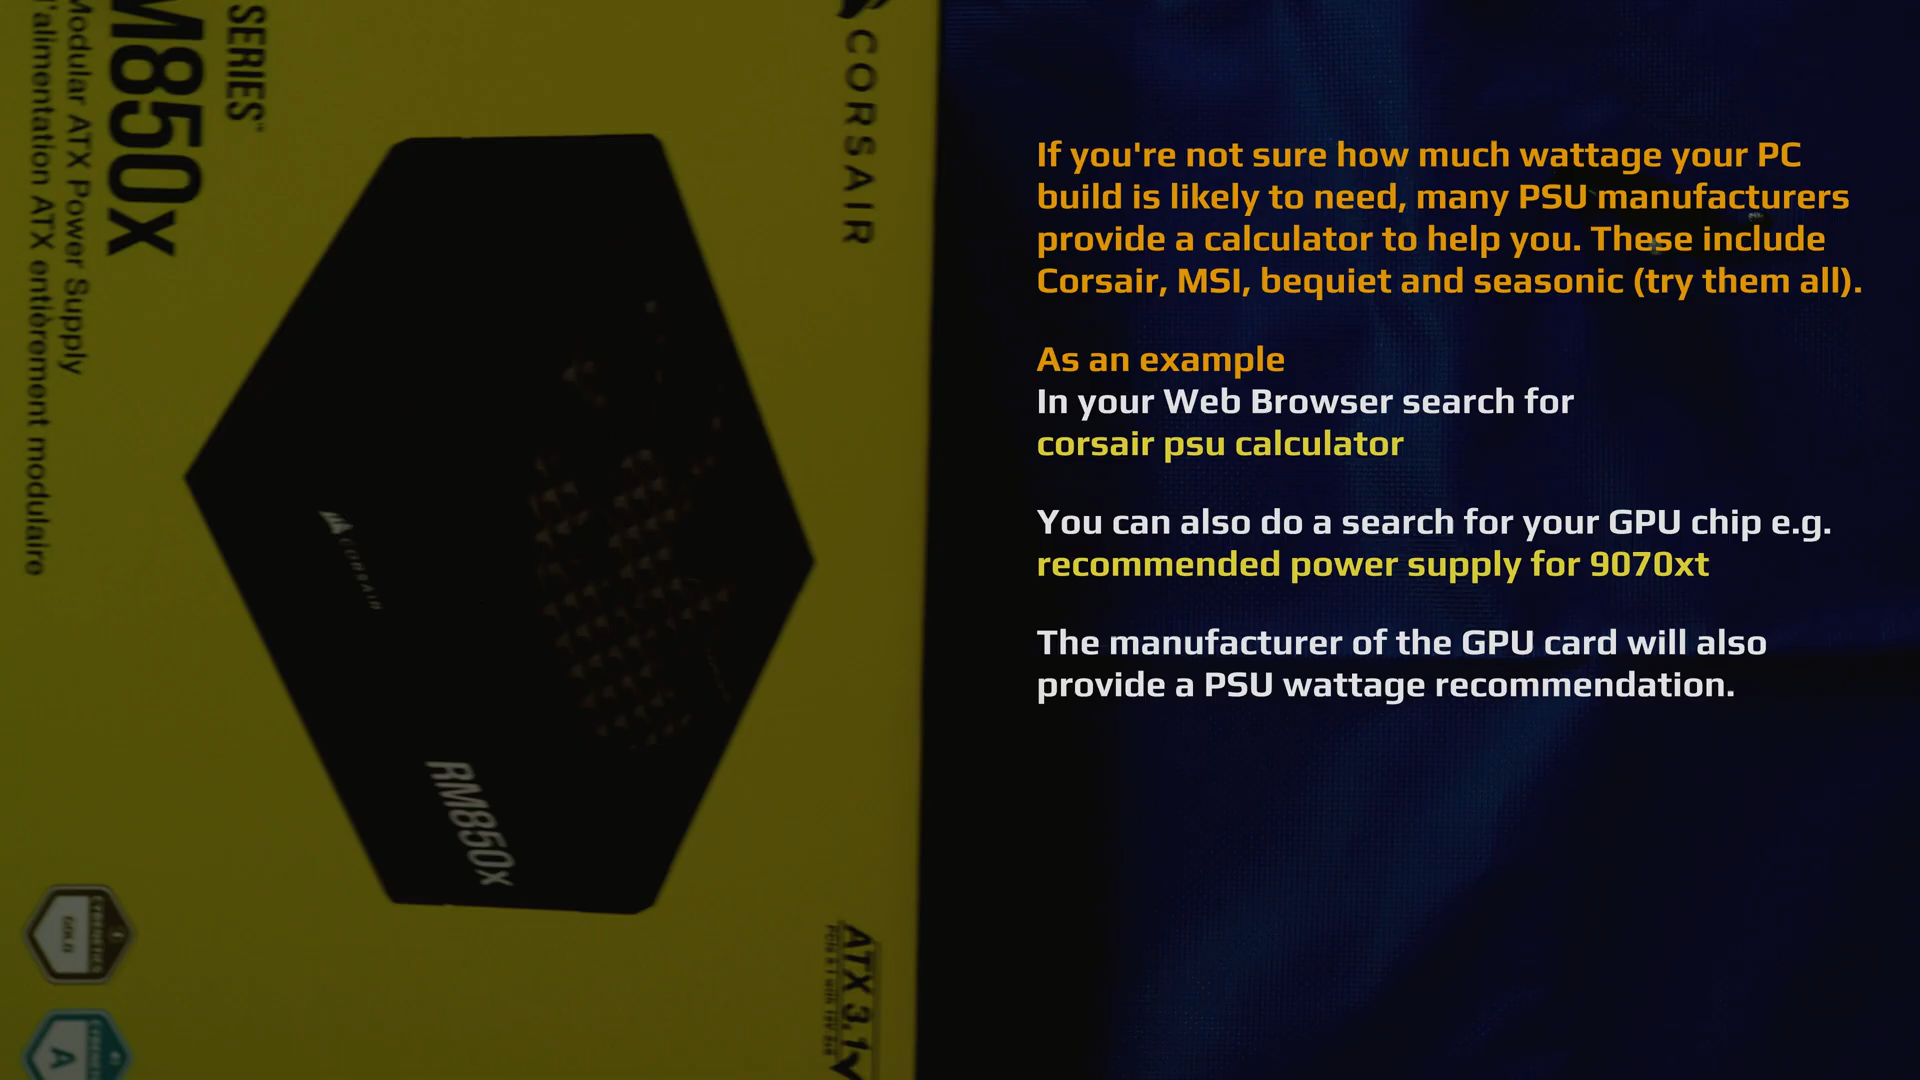 SERIES
M850x
Modular ATX Power Supply
d'alimentation ATX entièrement modulaire
CORSAIR
CORSAIR
RM850x
ATX 3.1
CYBENETICS
GOLD
CYBENETICS
A
If you're not sure how much wattage your PC
build is likely to need, many PSU manufacturers
provide a calculator to help you. These include
Corsair, MSI, bequiet and seasonic (try them all).
As an example
In your Web Browser search for
corsair psu calculator
You can also do a search for your GPU chip e.g.
recommended power supply for 9070xt
The manufacturer of the GPU card will also
provide a PSU wattage recommendation.